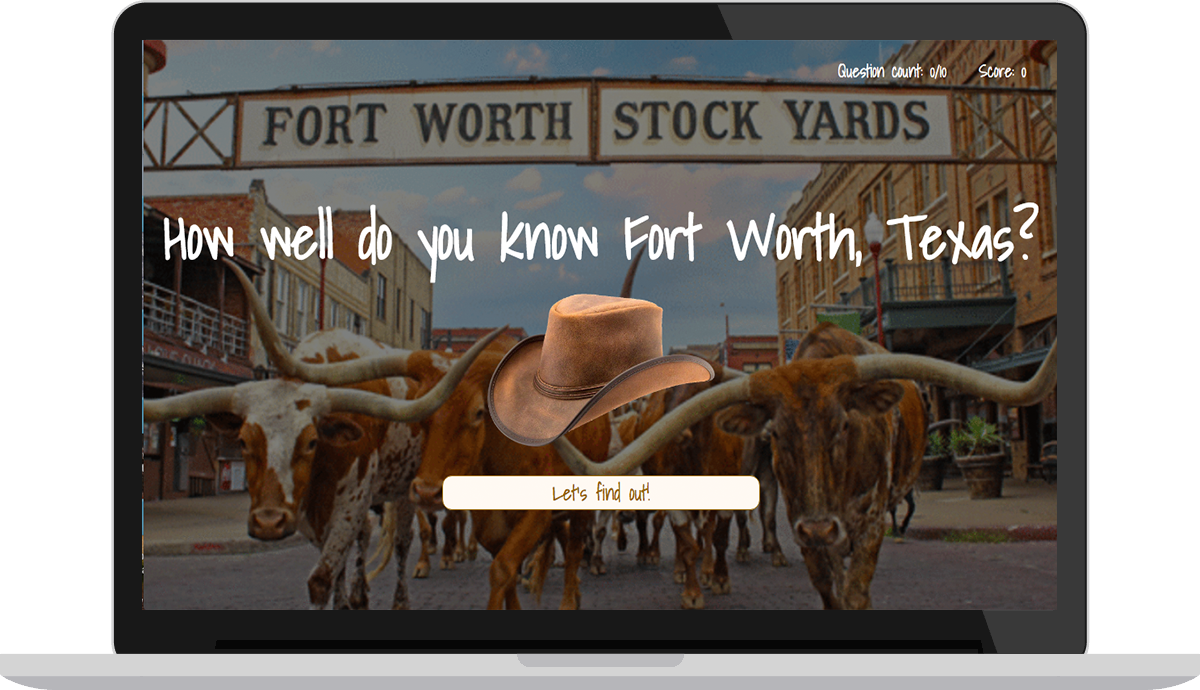 Question count: 0/10 Score: 0
FORT WORTH STOCK YARDS
How well do you know Fort Worth, Texas?
Let's find out!